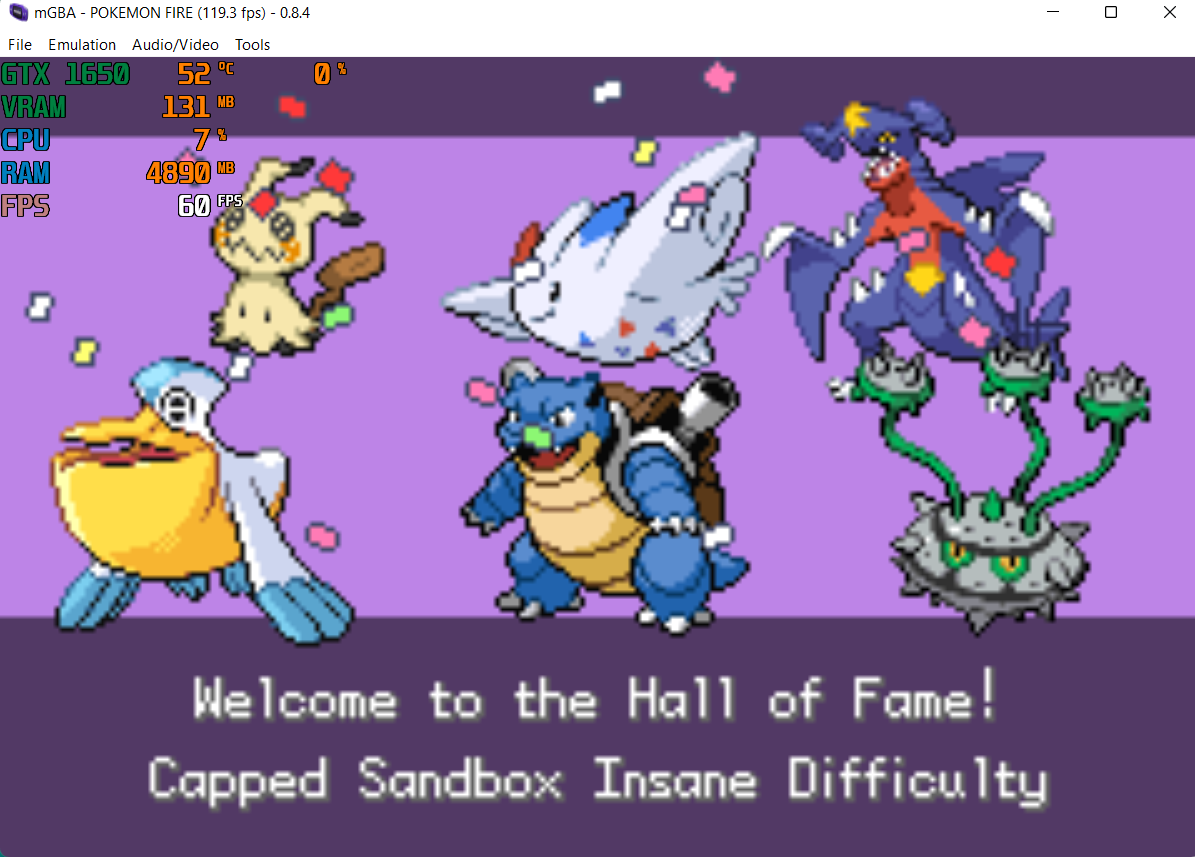 mGBA - POKEMON FIRE (119.3 fps) - 0.8.4
File Emulation Audio/Video Tools
GTX 1650 52 °C 0 %
VRAM 131 MB
CPU 7 %
RAM 4890 MB
FPS 60 FPS
Welcome to the Hall of Fame!
Capped Sandbox Insane Difficulty